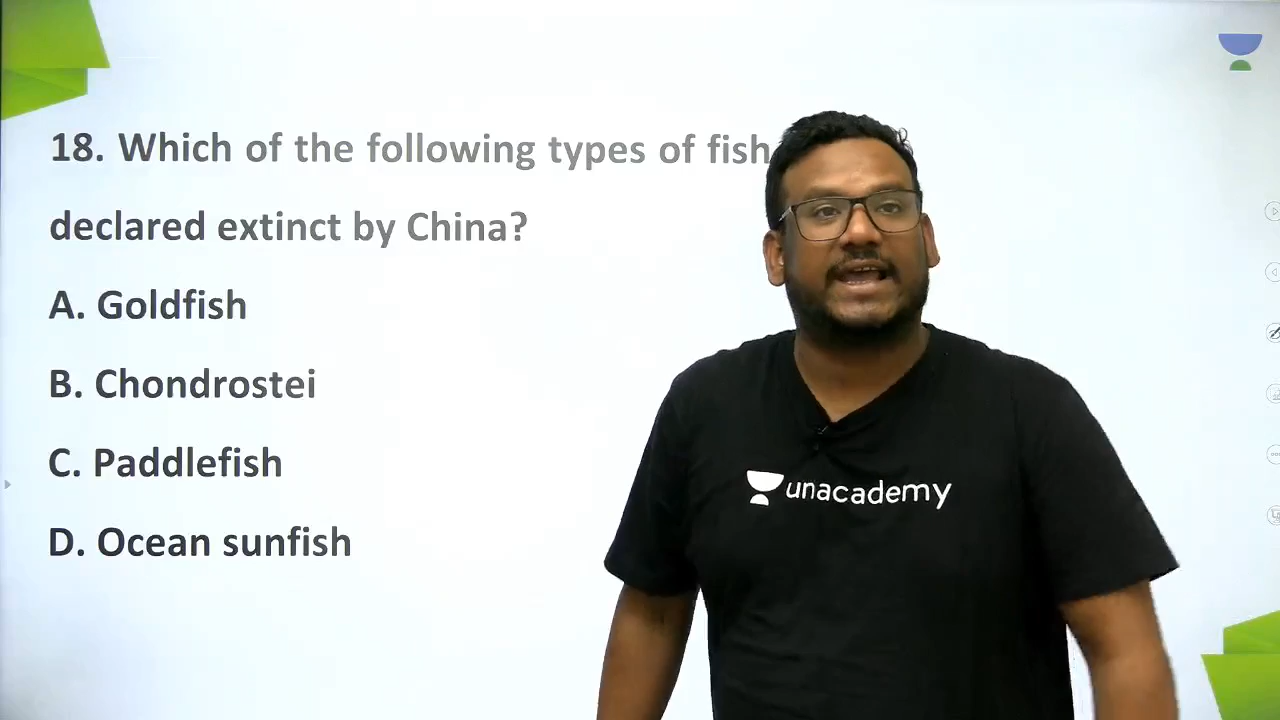 18. Which of the following types of fish
declared extinct by China?
A. Goldfish
B. Chondrostei
C. Paddlefish
D. Ocean sunfish
unacademy